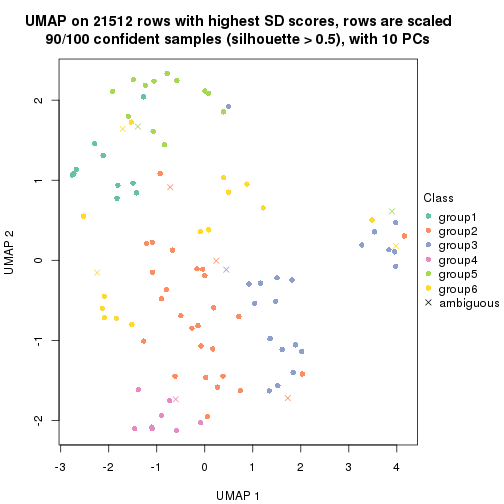 UMAP on 21512 rows with highest SD scores, rows are scaled
90/100 confident samples (silhouette > 0.5), with 10 PCs
2
1
0
-1
-2
UMAP 2
-3
-2
-1
0
1
2
3
4
UMAP 1
Class
group1
group2
group3
group4
group5
group6
ambiguous